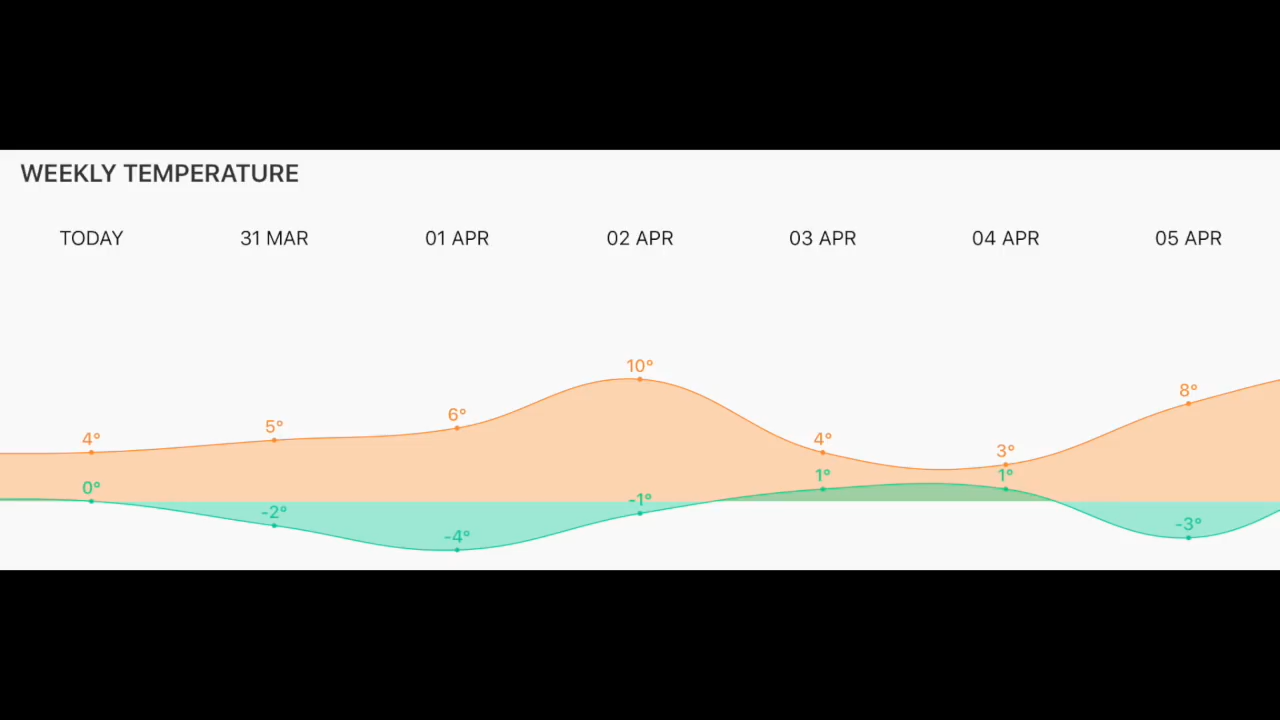 WEEKLY TEMPERATURE
TODAY 31 MAR 01 APR 02 APR 03 APR 04 APR 05 APR
4° 5° 6° 10° 4° 3° 8°
0° -2° -4° -1° 1° 1° -3°